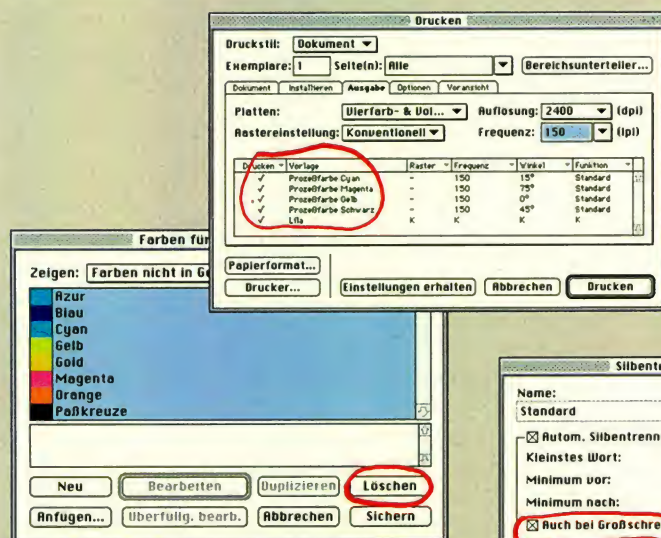 Drucken
Druckstil: Dokument
Exemplare: 1 Seite(n): Alle Bereichsunterteiler...
Dokument Installieren Ausgabe Optionen Voransicht
Platten: Vierfarb- & Vol... Auflösung: 2400 (dpi)
Rastereinstellung: Konventionell Frequenz: 150 (lpi)
Drucken Vorlage Raster Frequenz Winkel Funktion
✓ Prozeßfarbe Cyan - 150 15° Standard
✓ Prozeßfarbe Magenta - 150 75° Standard
✓ Prozeßfarbe Gelb - 150 0° Standard
✓ Prozeßfarbe Schwarz - 150 45° Standard
✓ Lila K K K K
Papierformat...
Drucker... Einstellungen erhalten Abbrechen Drucken
Farben für
Zeigen: Farben nicht in Ge
Azur
Blau
Cyan
Gelb
Gold
Magenta
Orange
Paßkreuze
Neu Bearbeiten Duplizieren Löschen
Anfügen... Überfüllg. bearb. Abbrechen Sichern
Silbente
Name:
Standard
Autom. Silbentrenn
Kleinstes Wort:
Minimum vor:
Minimum nach:
Auch bei Großschre